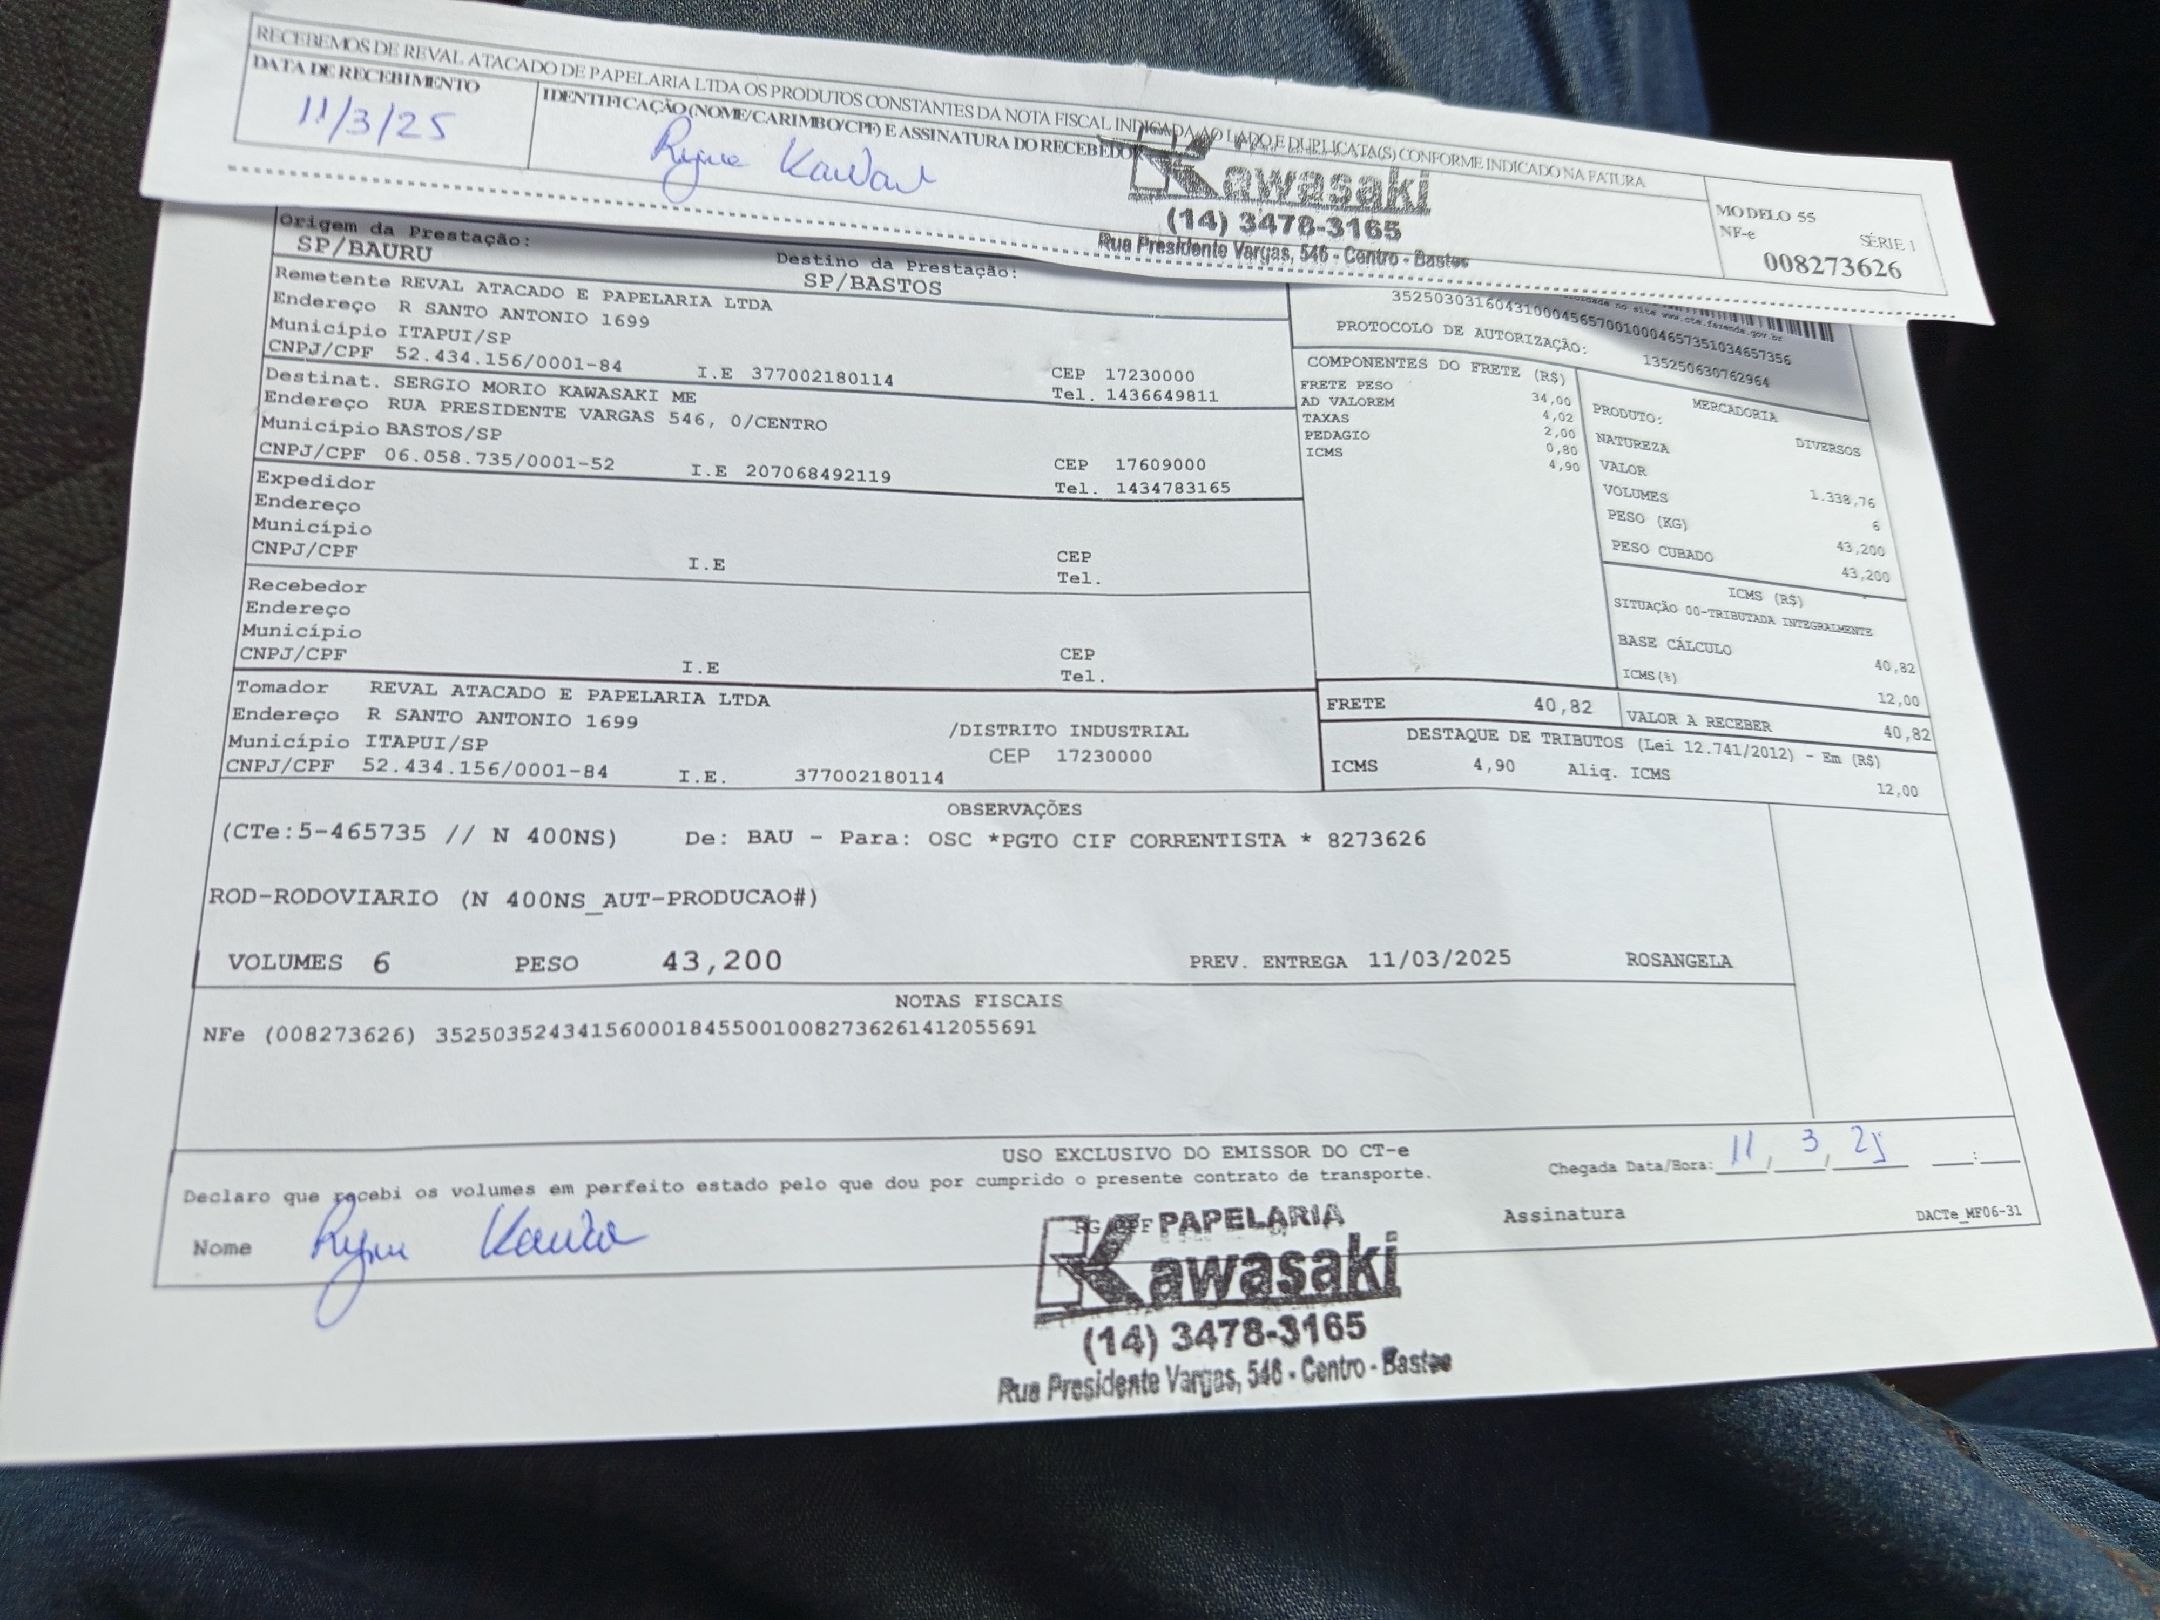 RECEBEMOS DE REVAL ATACADO DE PAPELARIA LTDA OS PRODUTOS CONSTANTES DA NOTA FISCAL INDICADA AO LADO E DUPLICATA(S) CONFORME INDICADO NA FATURA
DATA DE RECEBIMENTO
11/3/25
IDENTIFICAÇÃO (NOME/CARIMBO/CPF) E ASSINATURA DO RECEBEDO
Kawasaki
(14) 3478-3165
Rua Presidente Vargas, 546 - Centro - Bastos
MODELO 55
NF-e
SÉRIE 1
008273626
Origem da Prestação:
SP/BAURU
Destino da Prestação:
SP/BASTOS
Remetente REVAL ATACADO E PAPELARIA LTDA
Endereço R SANTO ANTONIO 1699
Município ITAPUI/SP
CNPJ/CPF 52.434.156/0001-84 I.E 377002180114
CEP 17230000
Tel. 1436649811
Destinat. SERGIO MORIO KAWASAKI ME
Endereço RUA PRESIDENTE VARGAS 546, 0/CENTRO
Município BASTOS/SP
CNPJ/CPF 06.058.735/0001-52 I.E 207068492119
CEP 17609000
Tel. 1434783165
Expedidor
Endereço
Município
CNPJ/CPF I.E
CEP
Tel.
Recebedor
Endereço
Município
CNPJ/CPF I.E
CEP
Tel.
Tomador REVAL ATACADO E PAPELARIA LTDA
Endereço R SANTO ANTONIO 1699 /DISTRITO INDUSTRIAL
Município ITAPUI/SP CEP 17230000
CNPJ/CPF 52.434.156/0001-84 I.E. 377002180114
no site www.cte.fazenda.gov.br
35250303160431000456570010004657351034657356
PROTOCOLO DE AUTORIZAÇÃO:
135250630762964
COMPONENTES DO FRETE (R$)
FRETE PESO 34,00
AD VALOREM 4,02
TAXAS 2,00
PEDAGIO 0,80
ICMS 4,90
MERCADORIA
PRODUTO: DIVERSOS
NATUREZA
VALOR 1.338,76
VOLUMES 6
PESO (KG) 43,200
PESO CUBADO 43,200
ICMS (R$)
SITUAÇÃO 00-TRIBUTADA INTEGRALMENTE
BASE CÁLCULO 40,82
ICMS(%) 12,00
FRETE 40,82
VALOR A RECEBER 40,82
DESTAQUE DE TRIBUTOS (Lei 12.741/2012) - Em (R$)
ICMS 4,90 Aliq. ICMS 12,00
OBSERVAÇÕES
(CTe:5-465735 // N 400NS) De: BAU - Para: OSC *PGTO CIF CORRENTISTA * 8273626
ROD-RODOVIARIO (N 400NS_AUT-PRODUCAO#)
VOLUMES 6 PESO 43,200 PREV. ENTREGA 11/03/2025 ROSANGELA
NOTAS FISCAIS
NFe (008273626) 35250352434156000184550010082736261412055691
USO EXCLUSIVO DO EMISSOR DO CT-e
Declaro que recebi os volumes em perfeito estado pelo que dou por cumprido o presente contrato de transporte.
Chegada Data/Hora: 11/3/25 :
Nome
Assinatura
DACTe_MF06-31
PAPELARIA
Kawasaki
(14) 3478-3165
Rua Presidente Vargas, 546 - Centro - Bastos